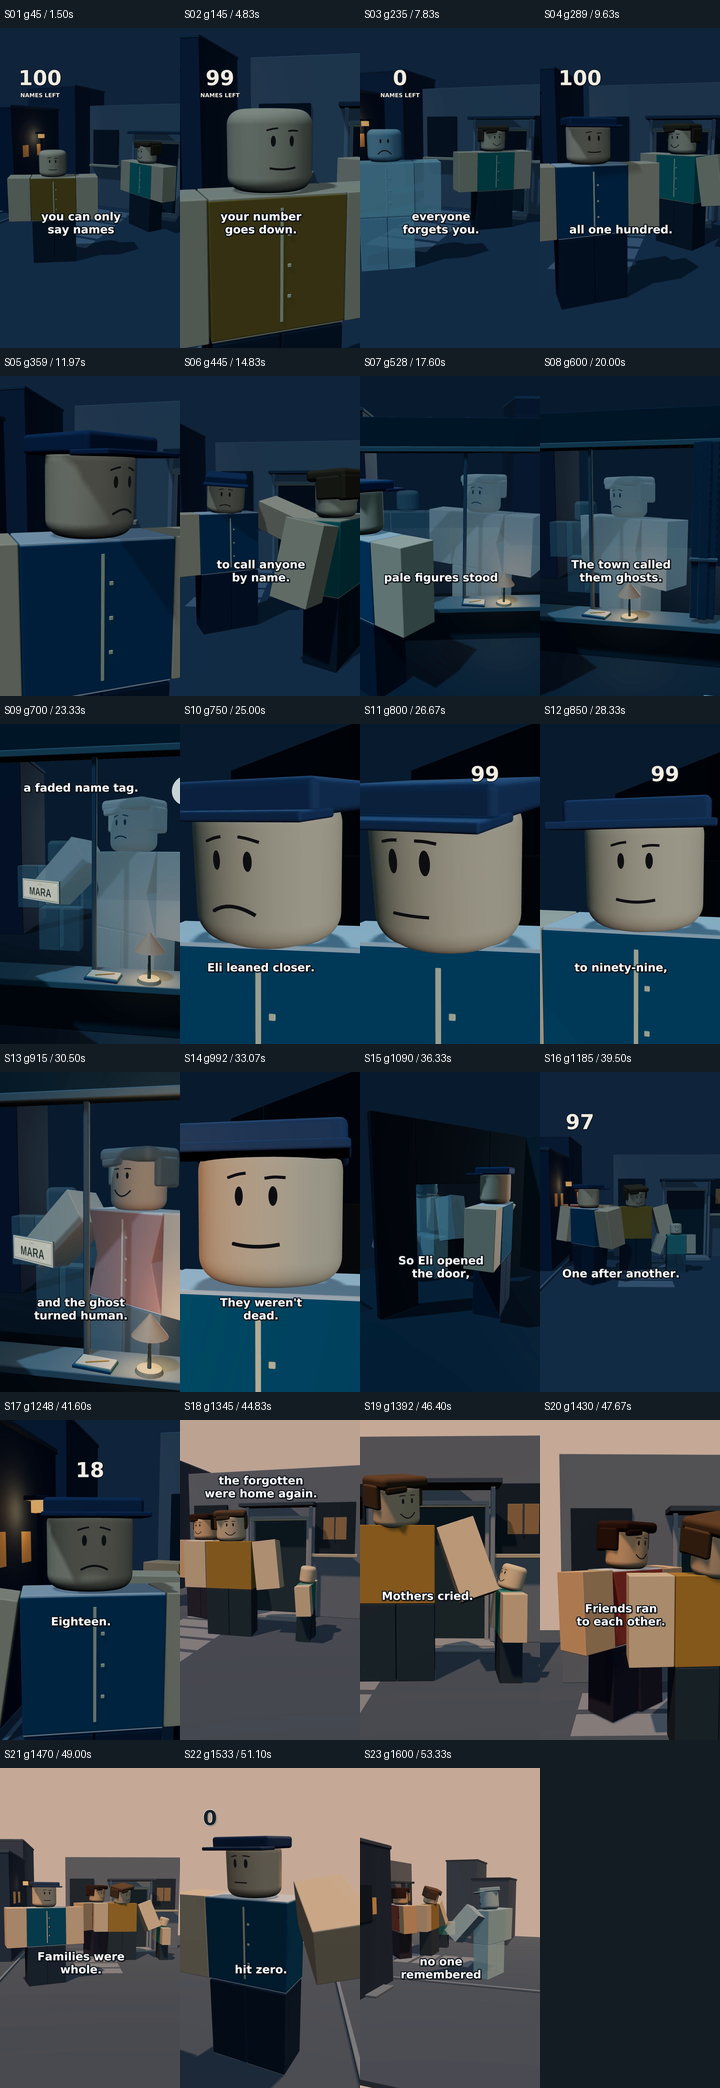 S01 g45 / 1.50s
100
NAMES LEFT
you can only
say names
S02 g145 / 4.83s
99
NAMES LEFT
your number
goes down.
S03 g235 / 7.83s
0
NAMES LEFT
everyone
forgets you.
S04 g289 / 9.63s
100
all one hundred.
S05 g359 / 11.97s
S06 g445 / 14.83s
to call anyone
by name.
S07 g528 / 17.60s
pale figures stood
S08 g600 / 20.00s
The town called
them ghosts.
S09 g700 / 23.33s
a faded name tag.
MARA
S10 g750 / 25.00s
Eli leaned closer.
S11 g800 / 26.67s
99
S12 g850 / 28.33s
99
to ninety-nine,
S13 g915 / 30.50s
MARA
and the ghost
turned human.
S14 g992 / 33.07s
They weren't
dead.
S15 g1090 / 36.33s
So Eli opened
the door,
S16 g1185 / 39.50s
97
One after another.
S17 g1248 / 41.60s
18
Eighteen.
S18 g1345 / 44.83s
the forgotten
were home again.
S19 g1392 / 46.40s
Mothers cried.
S20 g1430 / 47.67s
Friends ran
to each other.
S21 g1470 / 49.00s
Families were
whole.
S22 g1533 / 51.10s
0
hit zero.
S23 g1600 / 53.33s
no one
remembered